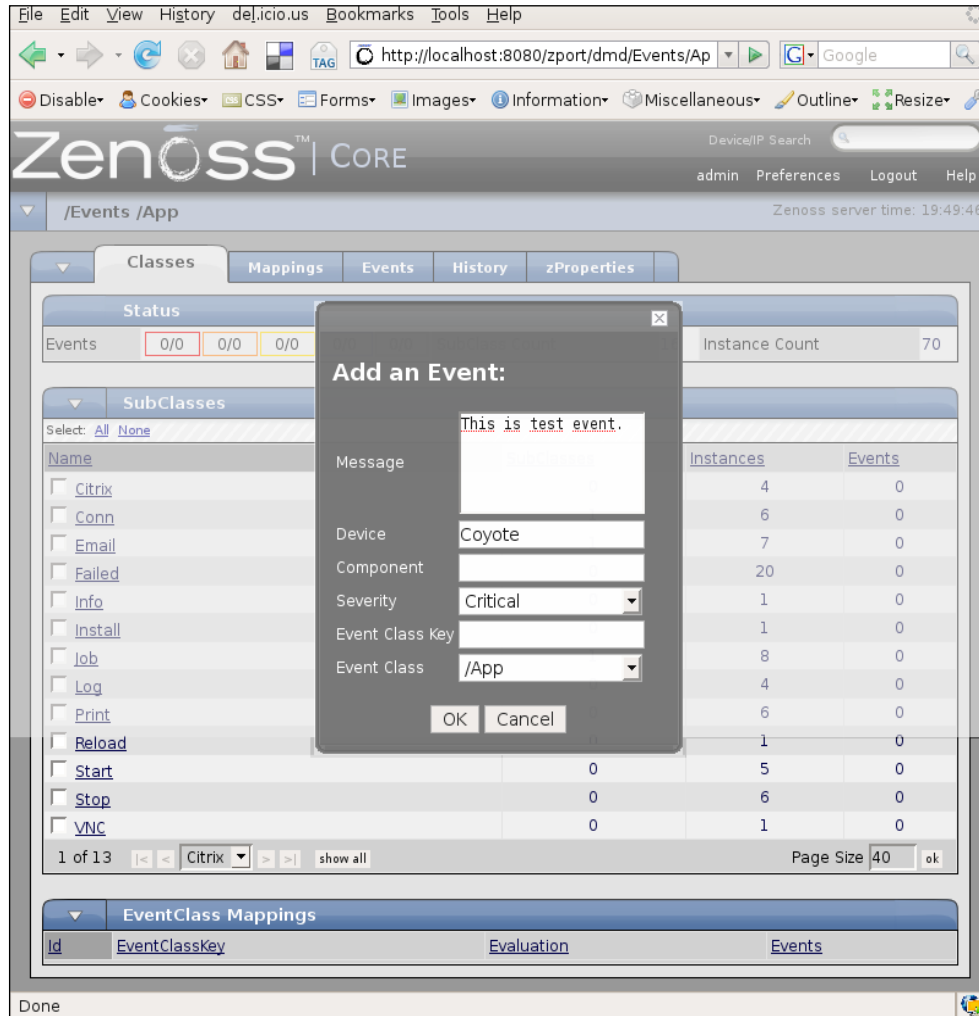 File Edit View History del.icio.us Bookmarks Tools Help
TAG http://localhost:8080/zport/dmd/Events/Ap G Google
Disable Cookies CSS Forms Images Information Miscellaneous Outline Resize
Zenoss™ | CORE
Device/IP Search
admin Preferences Logout Help
/Events /App
Zenoss server time: 19:49:46
Classes Mappings Events History zProperties
Status
Events 0/0 0/0 0/0 Instance Count 70
Add an Event:
SubClasses
Select: All None
This is test event.
Message
Name Instances Events
Citrix 4 0
Conn 6 0
Device Coyote
Email 7 0
Component
Failed 20 0
Severity Critical
Info 1 0
Install 1 0
Event Class Key
Job 8 0
Event Class /App
Log 4 0
Print 6 0
OK Cancel
Reload 1 0
Start 0 5 0
Stop 0 6 0
VNC 0 1 0
1 of 13 |< < Citrix > >| show all Page Size 40 ok
EventClass Mappings
Id EventClassKey Evaluation Events
Done